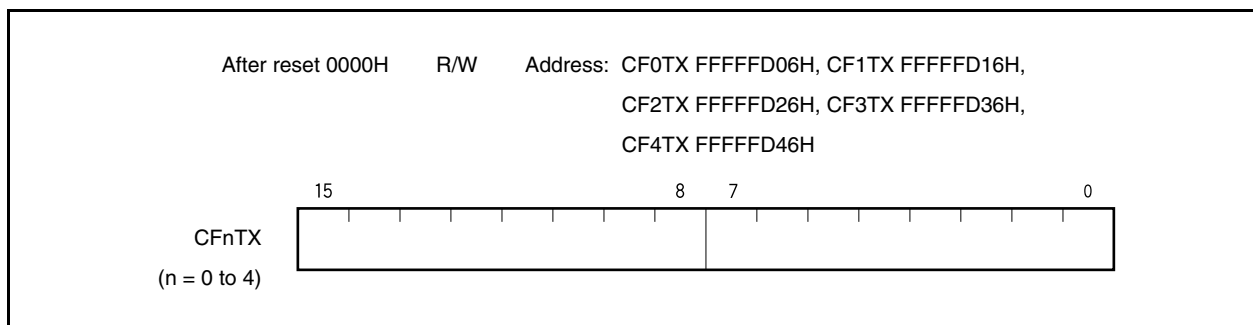 After reset 0000H R/W Address: CF0TX FFFFFD06H, CF1TX FFFFFD16H,
CF2TX FFFFFD26H, CF3TX FFFFFD36H,
CF4TX FFFFFD46H
15 8 7 0
CFnTX
(n = 0 to 4)